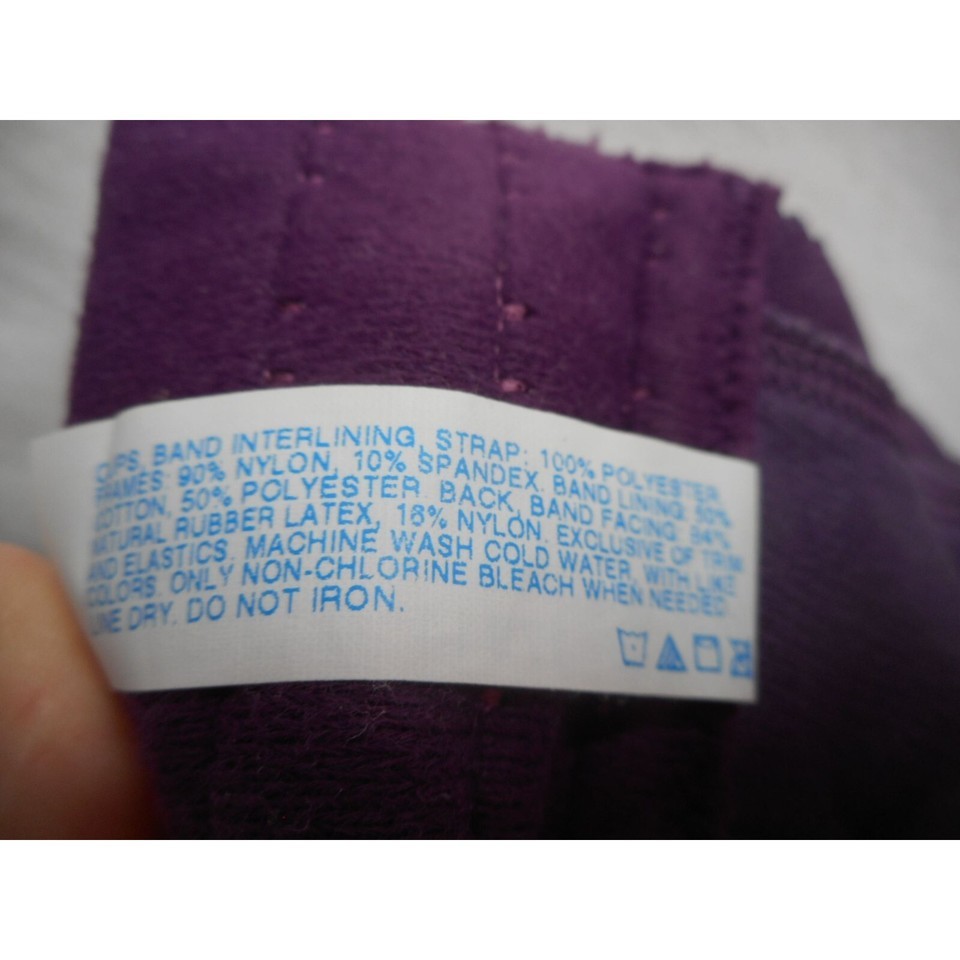 CUPS, BAND INTERLINING, STRAP: 100% POLYESTER,
FRAMES: 90% NYLON, 10% SPANDEX. BAND LINING: 50%
COTTON, 50% POLYESTER. BACK, BAND FACING: 84%
NATURAL RUBBER LATEX, 16% NYLON. EXCLUSIVE OF TRIM
AND ELASTICS. MACHINE WASH COLD WATER, WITH LIKE
COLORS. ONLY NON-CHLORINE BLEACH WHEN NEEDED.
LINE DRY. DO NOT IRON.